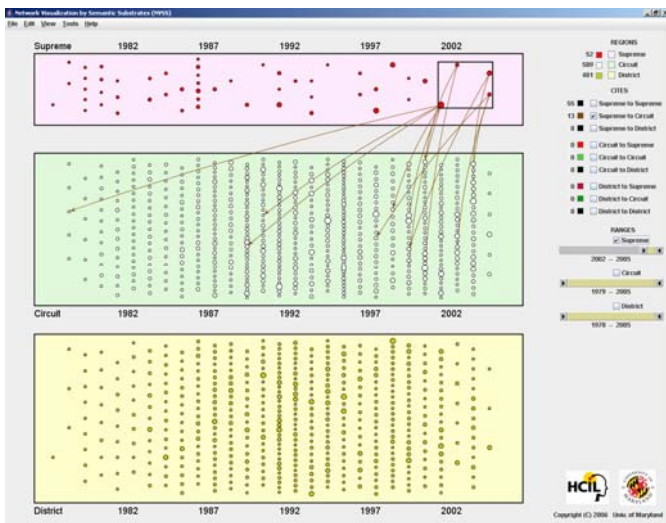 Network Visualization by Semantic Substrates (NVSS)
File Edit View Tools Help
Supreme 1982 1987 1992 1997 2002
Circuit 1982 1987 1992 1997 2002
District 1982 1987 1992 1997 2002
REGIONS
52 Supreme
Circuit
District
CITES
55 Supreme to Supreme
13 Supreme to Circuit
0 Supreme to District
0 Circuit to Supreme
0 Circuit to Circuit
0 Circuit to District
0 District to Supreme
0 District to Circuit
0 District to District
RANGES
Supreme
2002 -- 2005
Circuit
1979 -- 2005
District
1978 -- 2005
HCIL
Copyright (C) 2006 Univ. of Maryland